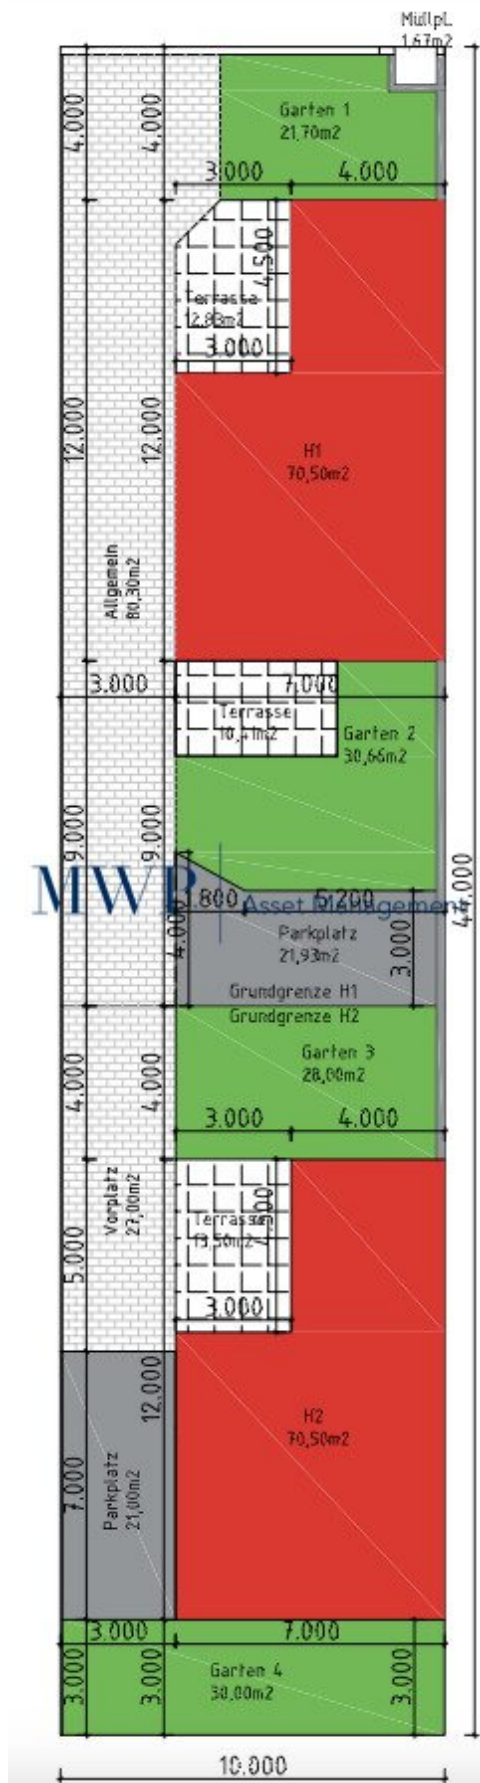 Müllpl.
1,67m2
Garten 1
21,70m2
4.000
4.000
3.000
4.000
4.500
Terrasse
12,83m2
3.000
12.000
12.000
H1
70,50m2
Allgemein
80,30m2
3.000
7.000
Terrasse
10,41m2
Garten 2
30,66m2
9.000
9.000
44.000
MWP
Asset Management
1.800
5.200
4.000
Parkplatz
21,93m2
3.000
Grundgrenze H1
Grundgrenze H2
Garten 3
28,00m2
4.000
4.000
3.000
4.000
Vorplatz
27,00m2
Terrasse
13,50m2
4.500
3.000
5.000
12.000
H2
70,50m2
Parkplatz
21,00m2
7.000
3.000
7.000
Garten 4
30,00m2
3.000
3.000
3.000
10.000